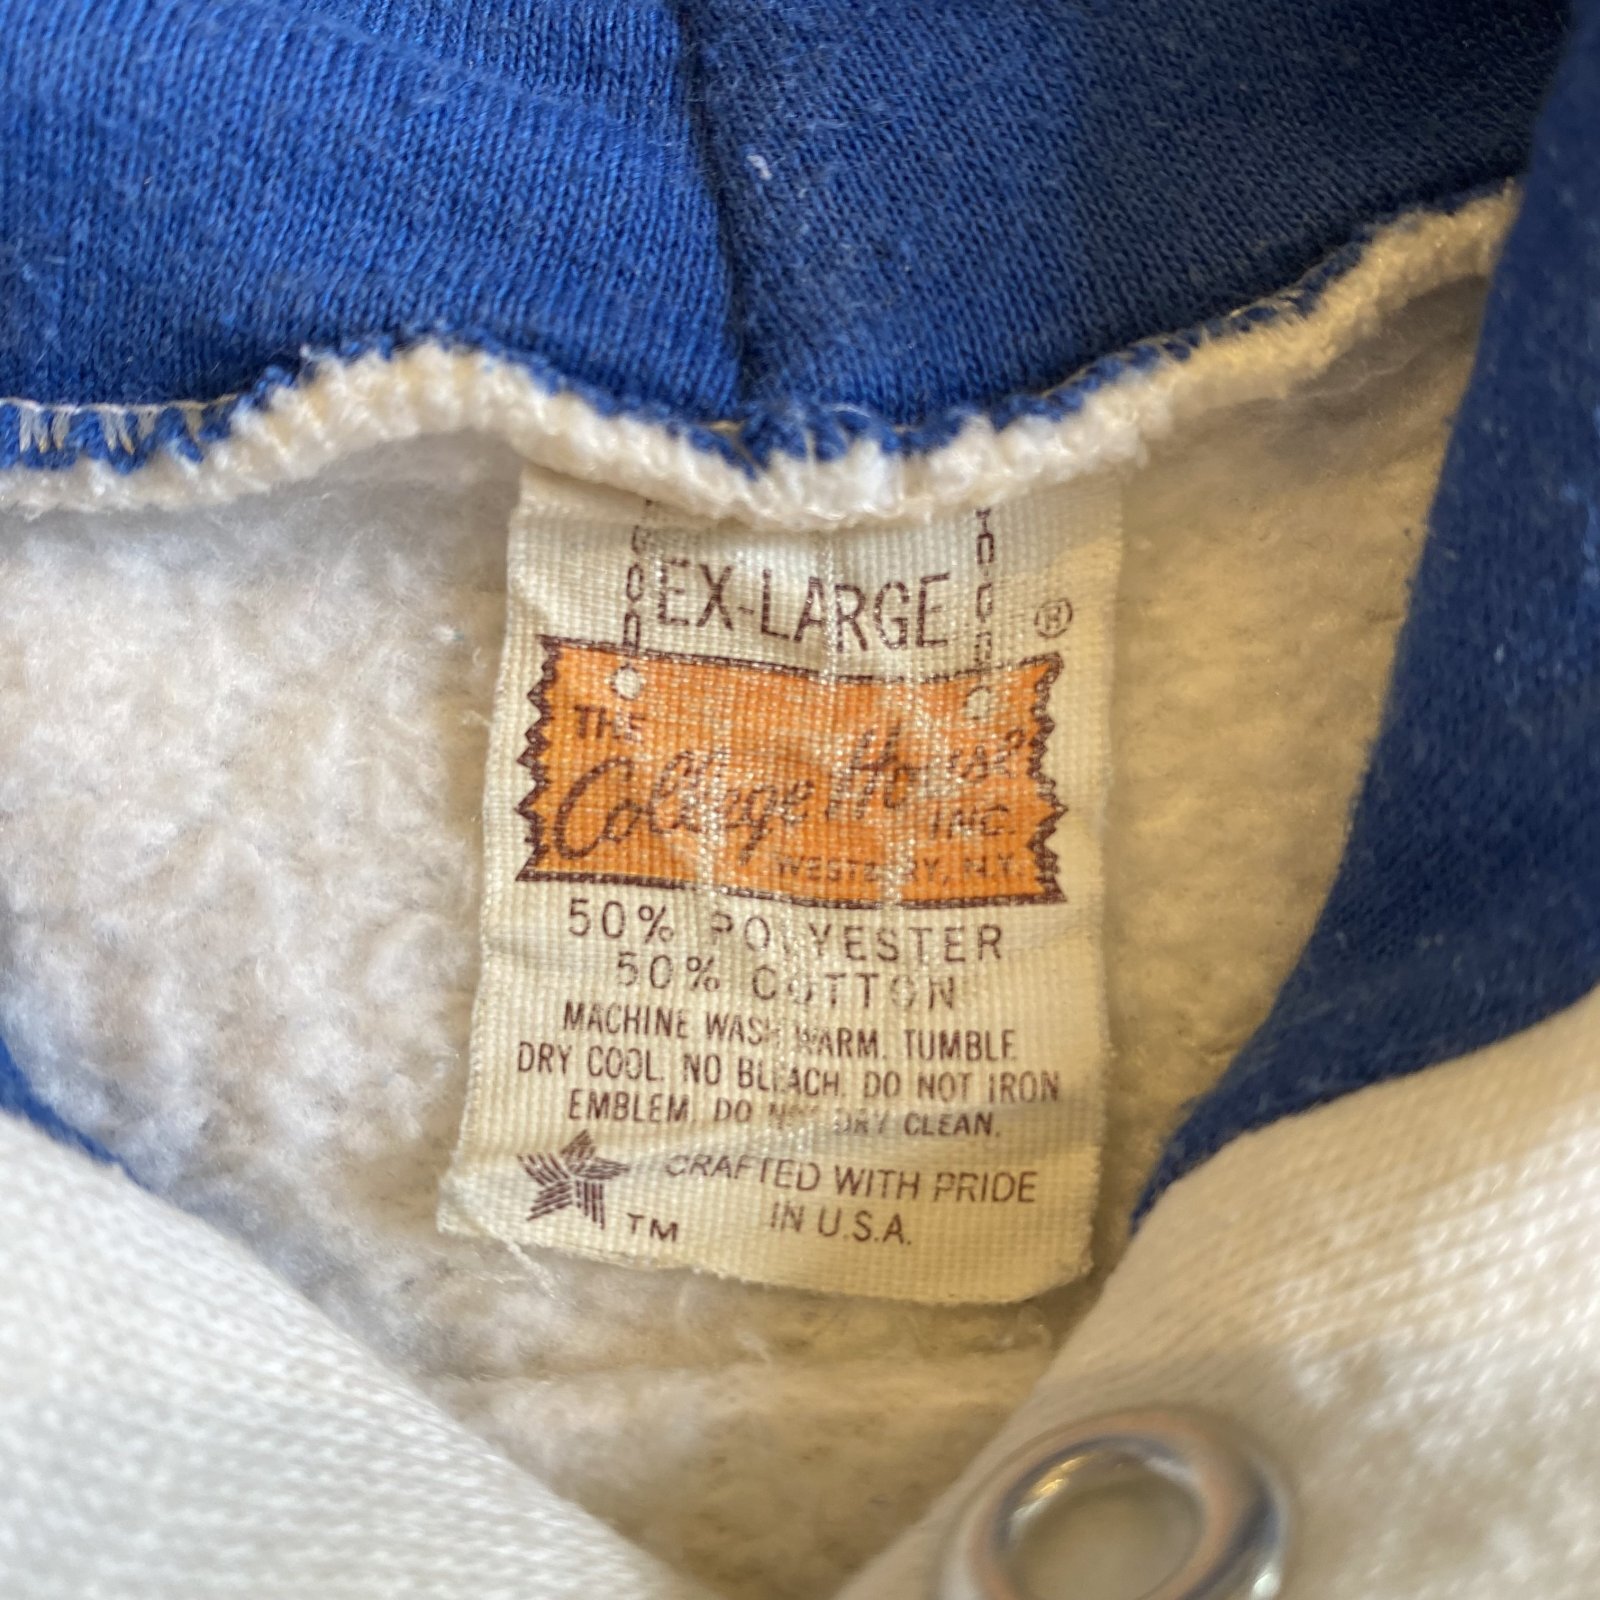 EX-LARGE
®
THE
College House
INC.
WESTBURY, N.Y.
50% POLYESTER
50% COTTON
MACHINE WASH WARM. TUMBLE
DRY COOL. NO BLEACH. DO NOT IRON
EMBLEM. DO NOT DRY CLEAN.
CRAFTED WITH PRIDE
IN U.S.A.
TM